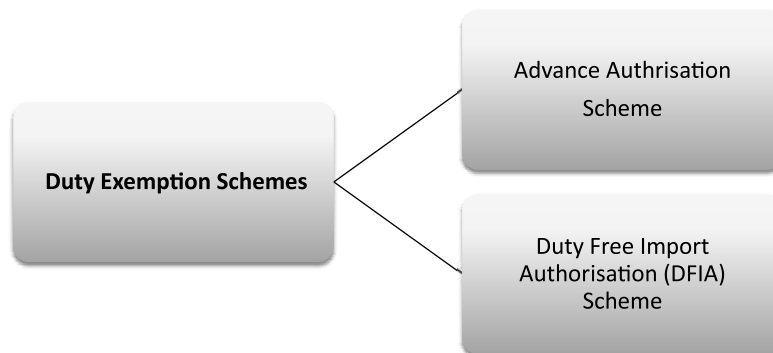 Duty Exemption Schemes
Advance Authrisation
Scheme
Duty Free Import
Authorisation (DFIA)
Scheme